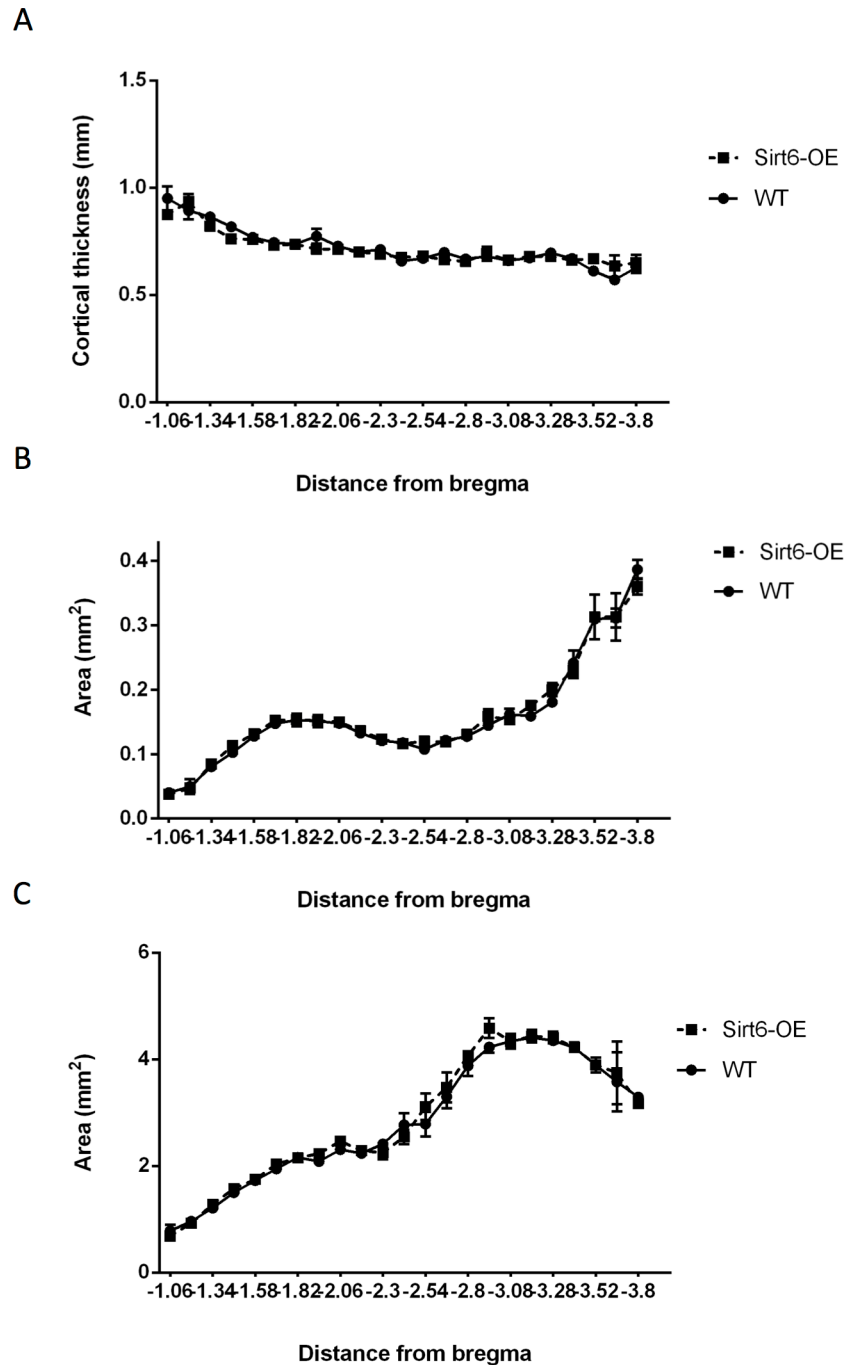 A
1.5
1.0
0.5
0.0
Cortical thickness (mm)
Sirt6-OE
WT
-1.06 -1.34 -1.58 -1.82 -2.06 -2.3 -2.54 -2.8 -3.08 -3.28 -3.52 -3.8
Distance from bregma
B
0.4
0.3
0.2
0.1
0.0
Area (mm²)
Sirt6-OE
WT
-1.06 -1.34 -1.58 -1.82 -2.06 -2.3 -2.54 -2.8 -3.08 -3.28 -3.52 -3.8
Distance from bregma
C
6
4
2
0
Area (mm²)
Sirt6-OE
WT
-1.06 -1.34 -1.58 -1.82 -2.06 -2.3 -2.54 -2.8 -3.08 -3.28 -3.52 -3.8
Distance from bregma